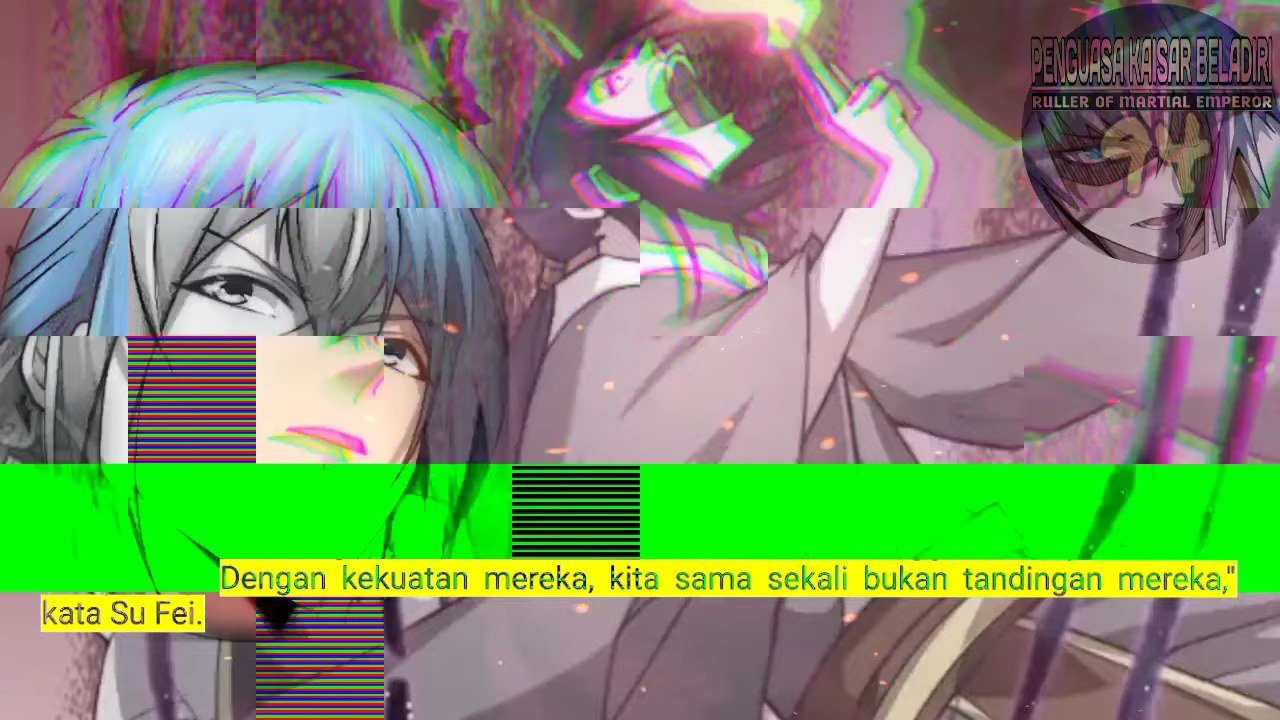 PENGUASA KAISAR BELADIRI
RULLER OF MARTIAL EMPEROR
Dengan kekuatan mereka, kita sama sekali bukan tandingan mereka,"
kata Su Fei.